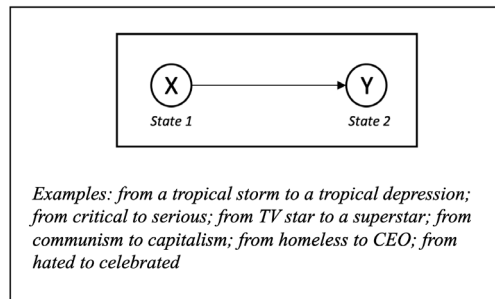 X Y
State 1 State 2
Examples: from a tropical storm to a tropical depression;
from critical to serious; from TV star to a superstar; from
communism to capitalism; from homeless to CEO; from
hated to celebrated